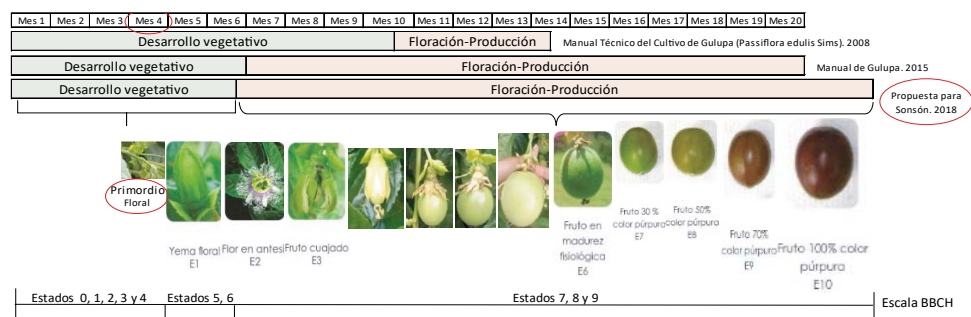 Mes 1 Mes 2 Mes 3 Mes 4 Mes 5 Mes 6 Mes 7 Mes 8 Mes 9 Mes 10 Mes 11 Mes 12 Mes 13 Mes 14 Mes 15 Mes 16 Mes 17 Mes 18 Mes 19 Mes 20
Desarrollo vegetativo Floración-Producción Manual Técnico del Cultivo de Gulupa (Passiflora edulis Sims). 2008
Desarrollo vegetativo Floración-Producción Manual de Gulupa. 2015
Desarrollo vegetativo Floración-Producción
Propuesta para
Sonsón. 2018
Primordio
Floral
Yema floral
E1
Flor en antesi
E2
Fruto cuajado
E3
Fruto en
madurez
fisiológica
E6
Fruto 30 %
color púrpura
E7
Fruto 50%
color púrpura
E8
Fruto 70%
color púrpura
E9
Fruto 100% color
púrpura
E10
Estados 0, 1, 2, 3 y 4 Estados 5, 6 Estados 7, 8 y 9 Escala BBCH